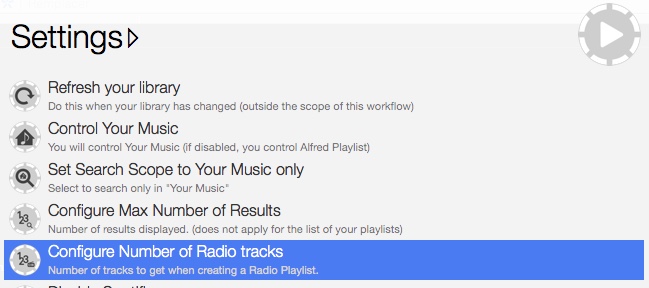 Settings
Refresh your library
Do this when your library has changed (outside the scope of this workflow)
Control Your Music
You will control Your Music (if disabled, you control Alfred Playlist)
Set Search Scope to Your Music only
Select to search only in "Your Music"
Configure Max Number of Results
Number of results displayed. (does not apply for the list of your playlists)
Configure Number of Radio tracks
Number of tracks to get when creating a Radio Playlist.